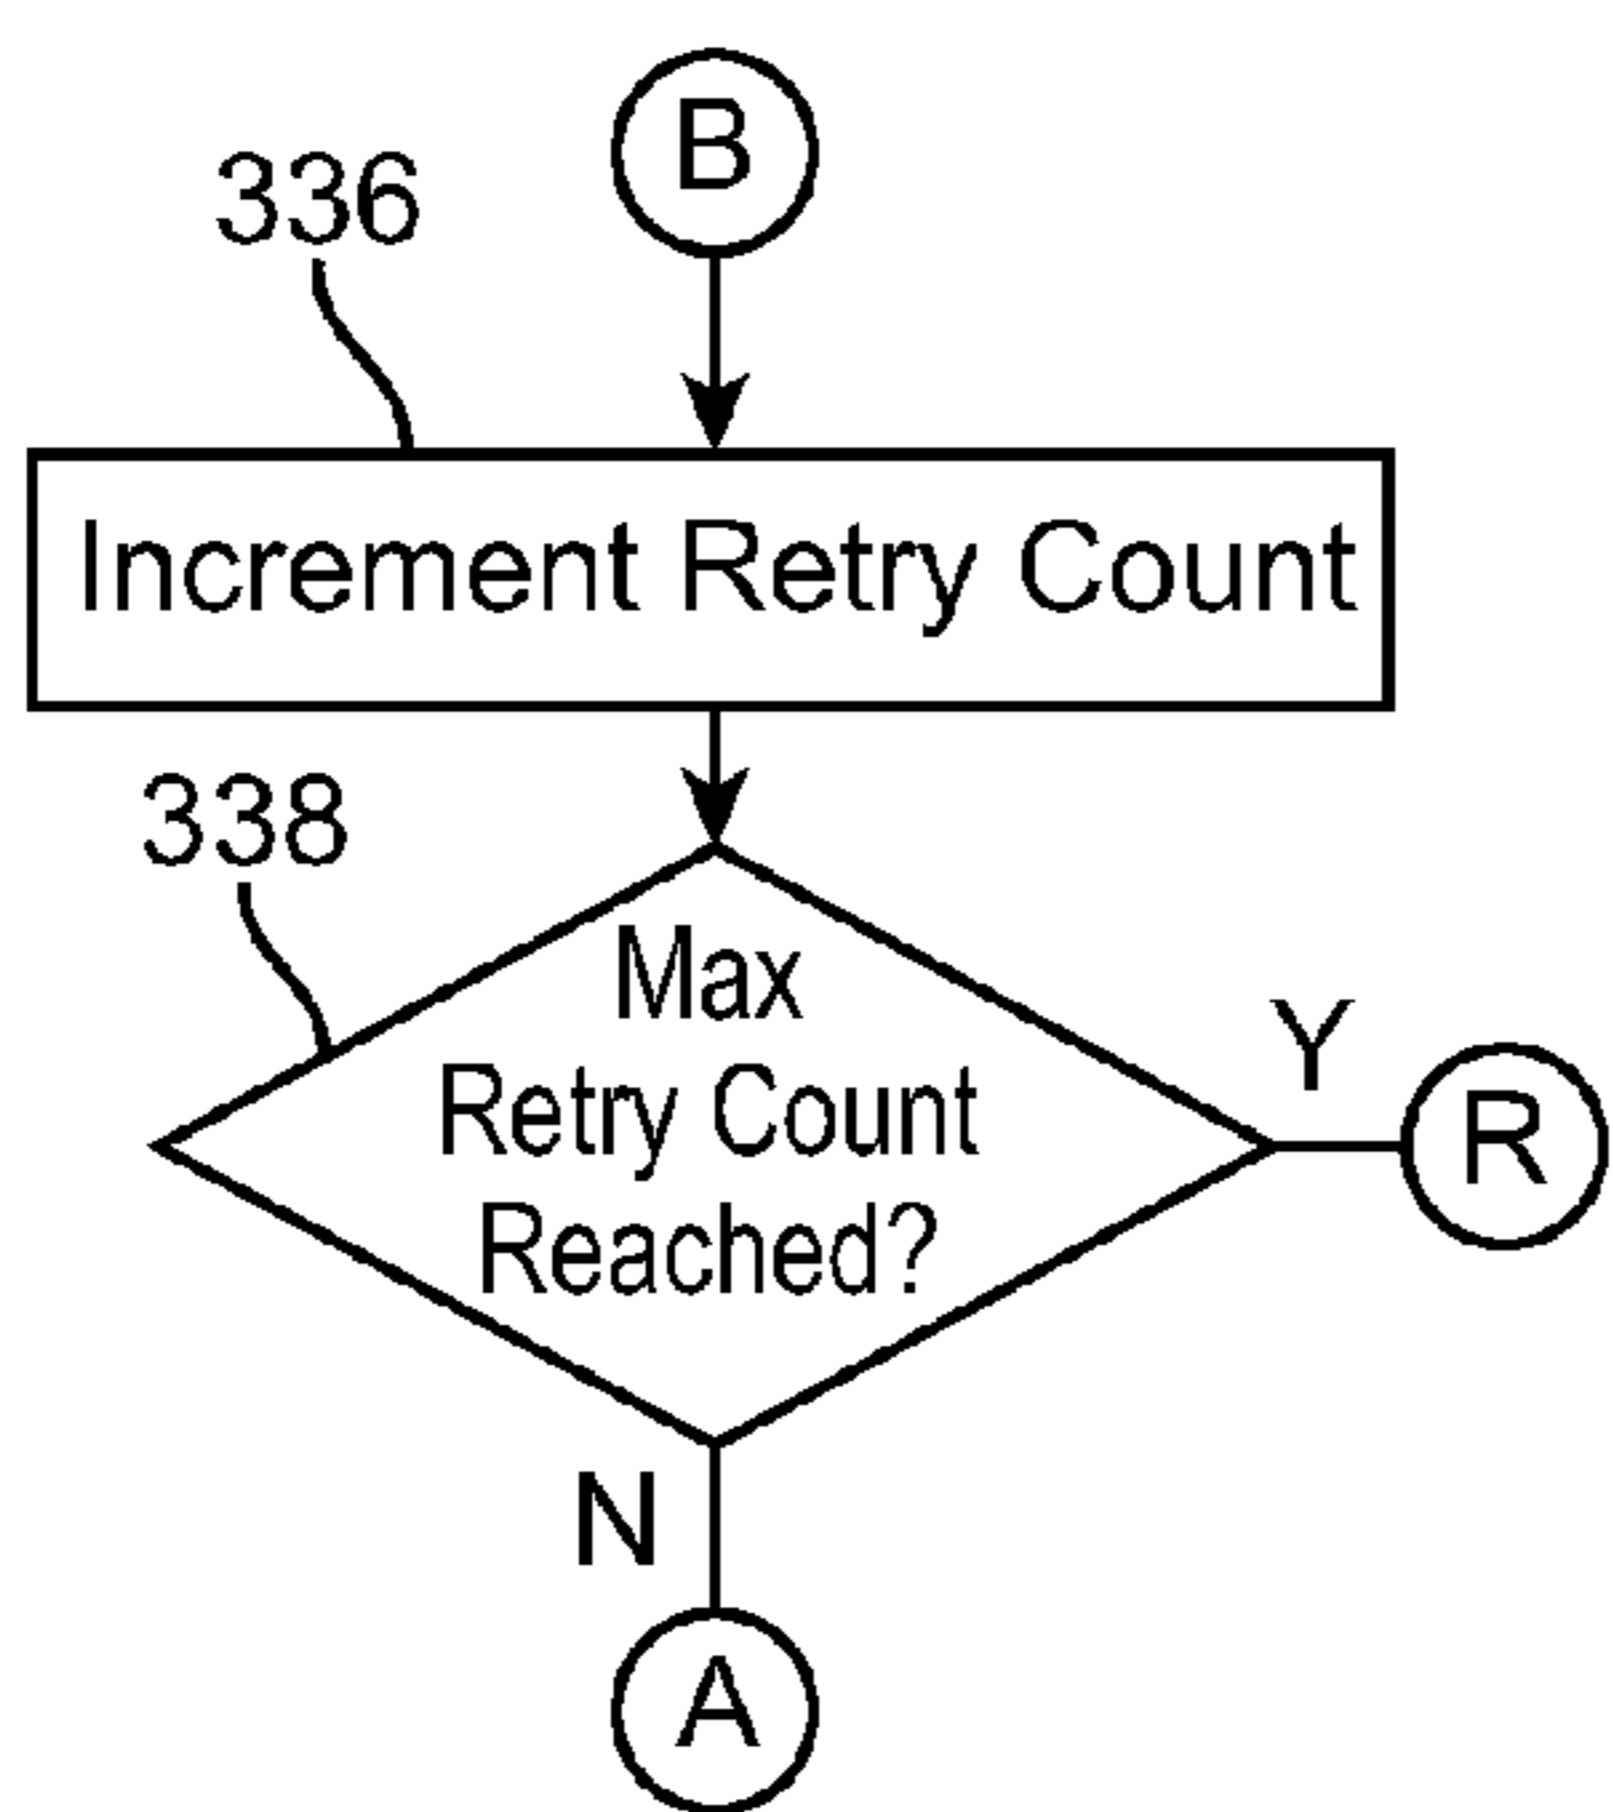 B
336
Increment Retry Count
338
Max
Retry Count
Reached?
Y
R
N
A